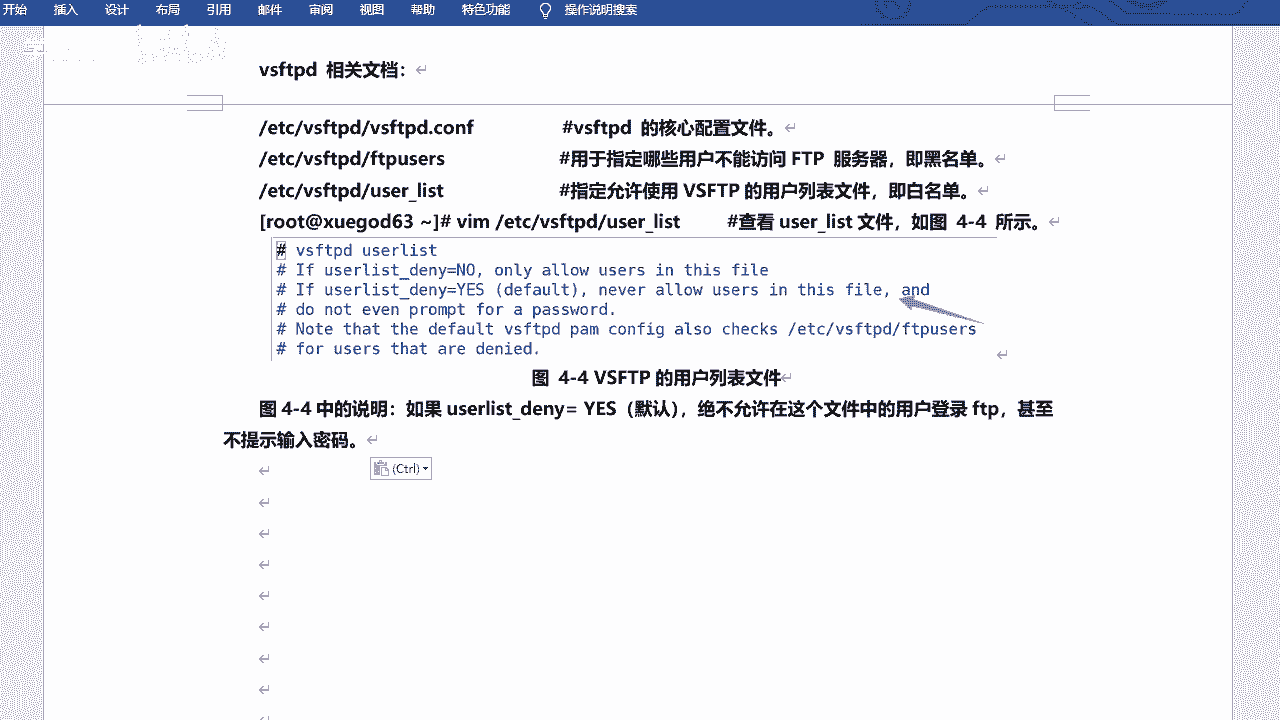 开始 插入 设计 布局 引用 邮件 审阅 视图 帮助 特色功能 操作说明搜索
vsftpd 相关文档：
/etc/vsftpd/vsftpd.conf #vsftpd 的核心配置文件。
/etc/vsftpd/ftpusers #用于指定哪些用户不能访问 FTP 服务器，即黑名单。
/etc/vsftpd/user_list #指定允许使用 VSFTP 的用户列表文件，即白名单。
[root@xuegod63 ~]# vim /etc/vsftpd/user_list #查看 user_list 文件，如图 4-4 所示。
# vsftpd userlist
# If userlist_deny=NO, only allow users in this file
# If userlist_deny=YES (default), never allow users in this file, and
# do not even prompt for a password.
# Note that the default vsftpd pam config also checks /etc/vsftpd/ftpusers
# for users that are denied.
图 4-4 VSFTP 的用户列表文件
图 4-4 中的说明：如果 userlist_deny= YES（默认），绝不允许在这个文件中的用户登录 ftp，甚至
不提示输入密码。
(Ctrl)